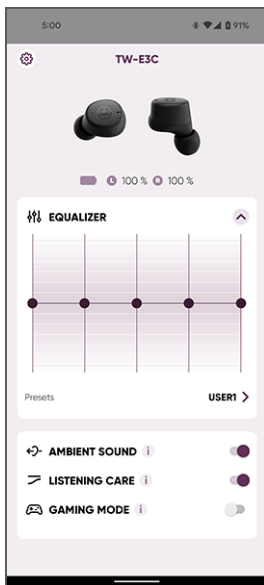 5:00 91%
TW-E3C
L 100 % R 100 %
EQUALIZER
Presets USER1
AMBIENT SOUND i
LISTENING CARE i
GAMING MODE i